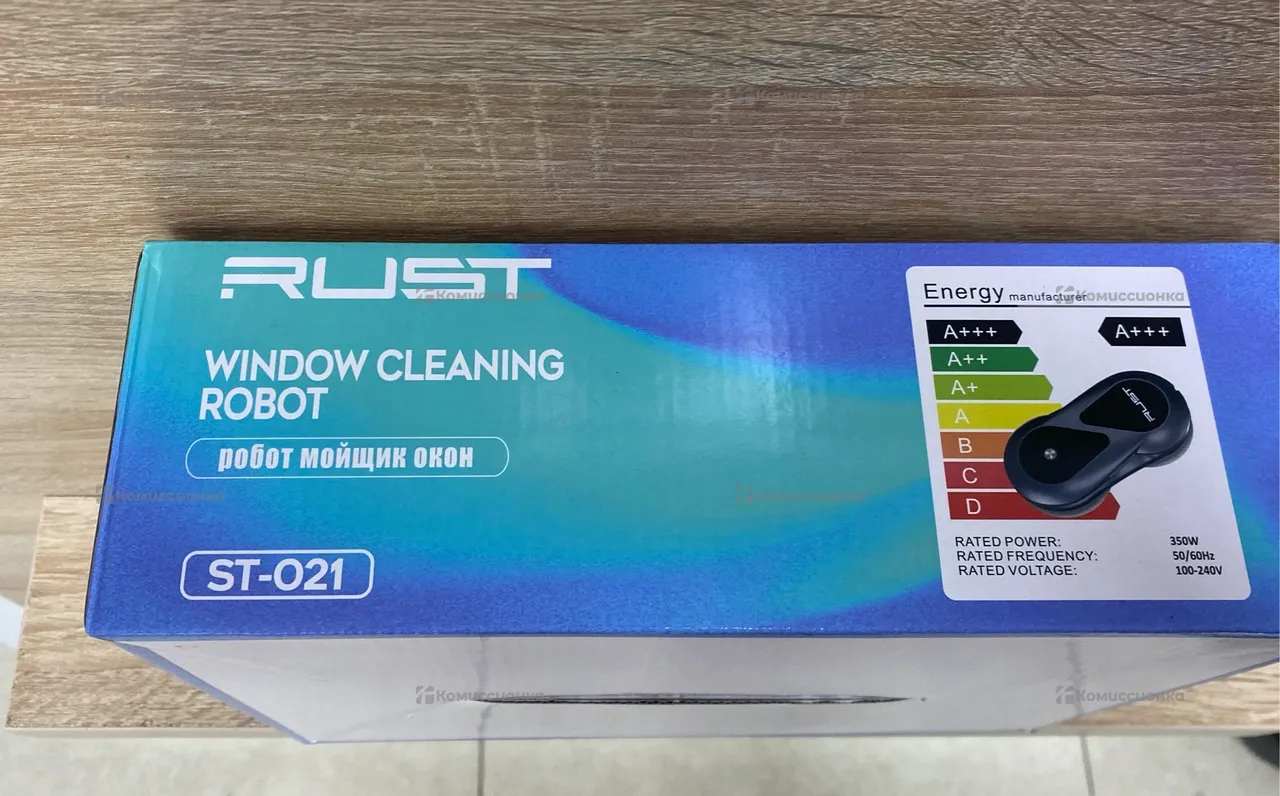 RUST
WINDOW CLEANING
ROBOT
робот мойщик окон
ST-021
Energy manufacturer
A+++ A+++
A++
A+
A
B
C
D
RUST
RATED POWER: 350W
RATED FREQUENCY: 50/60Hz
RATED VOLTAGE: 100-240V
Комиссионка
Комиссионка
Комиссионка
Комиссионка
Комиссионка
Комиссионка